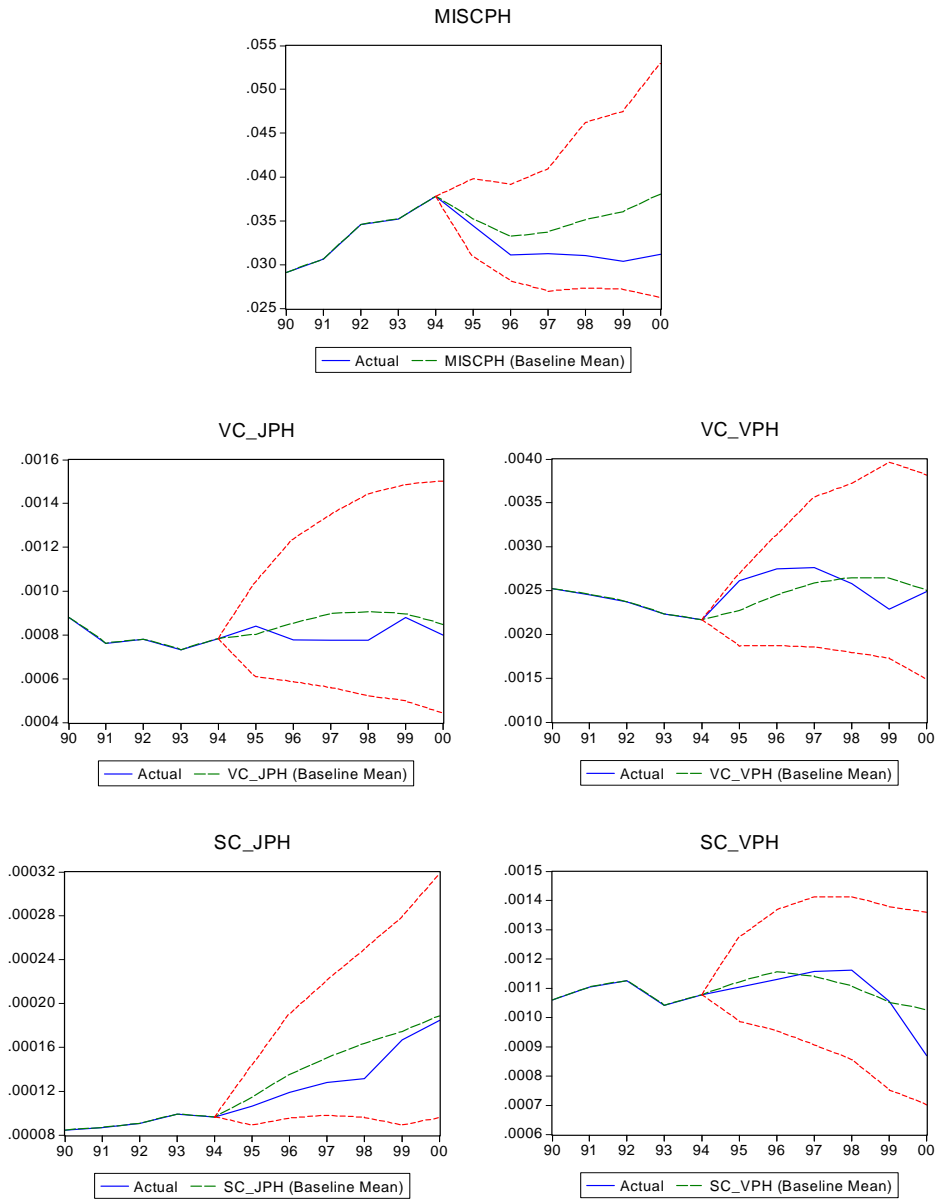 MISCPH
.055
.050
.045
.040
.035
.030
.025
90 91 92 93 94 95 96 97 98 99 00
Actual MISCPH (Baseline Mean)
VC_JPH
.0016
.0014
.0012
.0010
.0008
.0006
.0004
90 91 92 93 94 95 96 97 98 99 00
Actual VC_JPH (Baseline Mean)
VC_VPH
.0040
.0035
.0030
.0025
.0020
.0015
.0010
90 91 92 93 94 95 96 97 98 99 00
Actual VC_VPH (Baseline Mean)
SC_JPH
.00032
.00028
.00024
.00020
.00016
.00012
.00008
90 91 92 93 94 95 96 97 98 99 00
Actual SC_JPH (Baseline Mean)
SC_VPH
.0015
.0014
.0013
.0012
.0011
.0010
.0009
.0008
.0007
.0006
90 91 92 93 94 95 96 97 98 99 00
Actual SC_VPH (Baseline Mean)